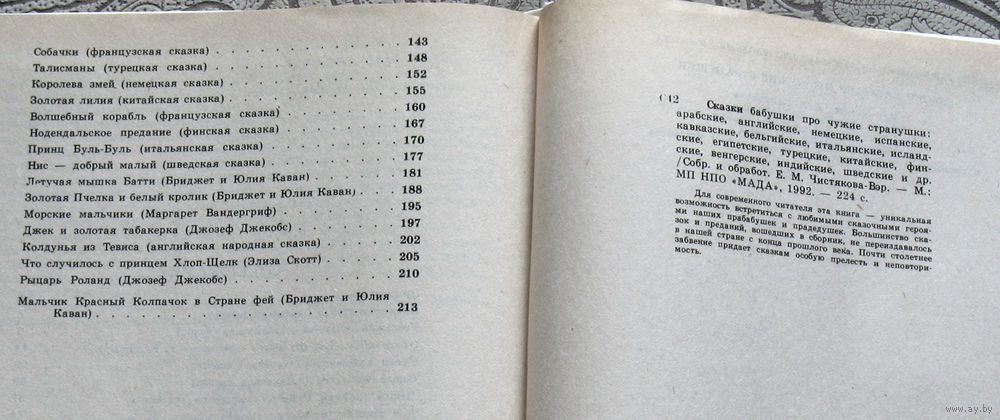 Собачки (французская сказка) . . . . . . . . . . . . 143
Талисманы (турецкая сказка) . . . . . . . . . . . . 148
Королева змей (немецкая сказка) . . . . . . . . . . . 152
Золотая лилия (китайская сказка) . . . . . . . . . . . 155
Волшебный корабль (французская сказка) . . . . . . . . 160
Нодендальское предание (финская сказка) . . . . . . . . 167
Принц Буль-Буль (итальянская сказка) . . . . . . . . . 170
Нис — добрый малый (шведская сказка) . . . . . . . . . 177
Летучая мышка Батти (Бриджет и Юлия Каван) . . . . . . 181
Золотая Пчелка и белый кролик (Бриджет и Юлия Каван) . . . 188
Морские мальчики (Маргарет Вандергриф) . . . . . . . . 195
Джек и золотая табакерка (Джозеф Джекобс) . . . . . . . 197
Колдунья из Тевиса (английская народная сказка) . . . . . 202
Что случилось с принцем Хлоп-Щелк (Элиза Скотт) . . . . . 205
Рыцарь Роланд (Джозеф Джекобс) . . . . . . . . . . . 210
Мальчик Красный Колпачок в Стране фей (Бриджет и Юлия
Каван) . . . . . . . . . . . . . . . . . . 213
С12 Сказки бабушки про чужие странушки:
арабские, английские, немецкие, испанские,
кавказские, бельгийские, итальянские, исланд-
ские, египетские, турецкие, китайские, фин-
ские, венгерские, индийские, шведские и др.
/Собр. и обработ. Е. М. Чистякова-Вэр. — М.:
МП НПО «МАДА», 1992. — 224 с.
Для современного читателя эта книга — уникальная
возможность встретиться с любимыми сказочными героя-
ми наших прабабушек и прадедушек. Большинство ска-
зок и преданий, вошедших в сборник, не переиздавалось
в нашей стране с конца прошлого века. Почти столетнее
забвение придает сказкам особую прелесть и неповтори-
мость.
© www.ay.by